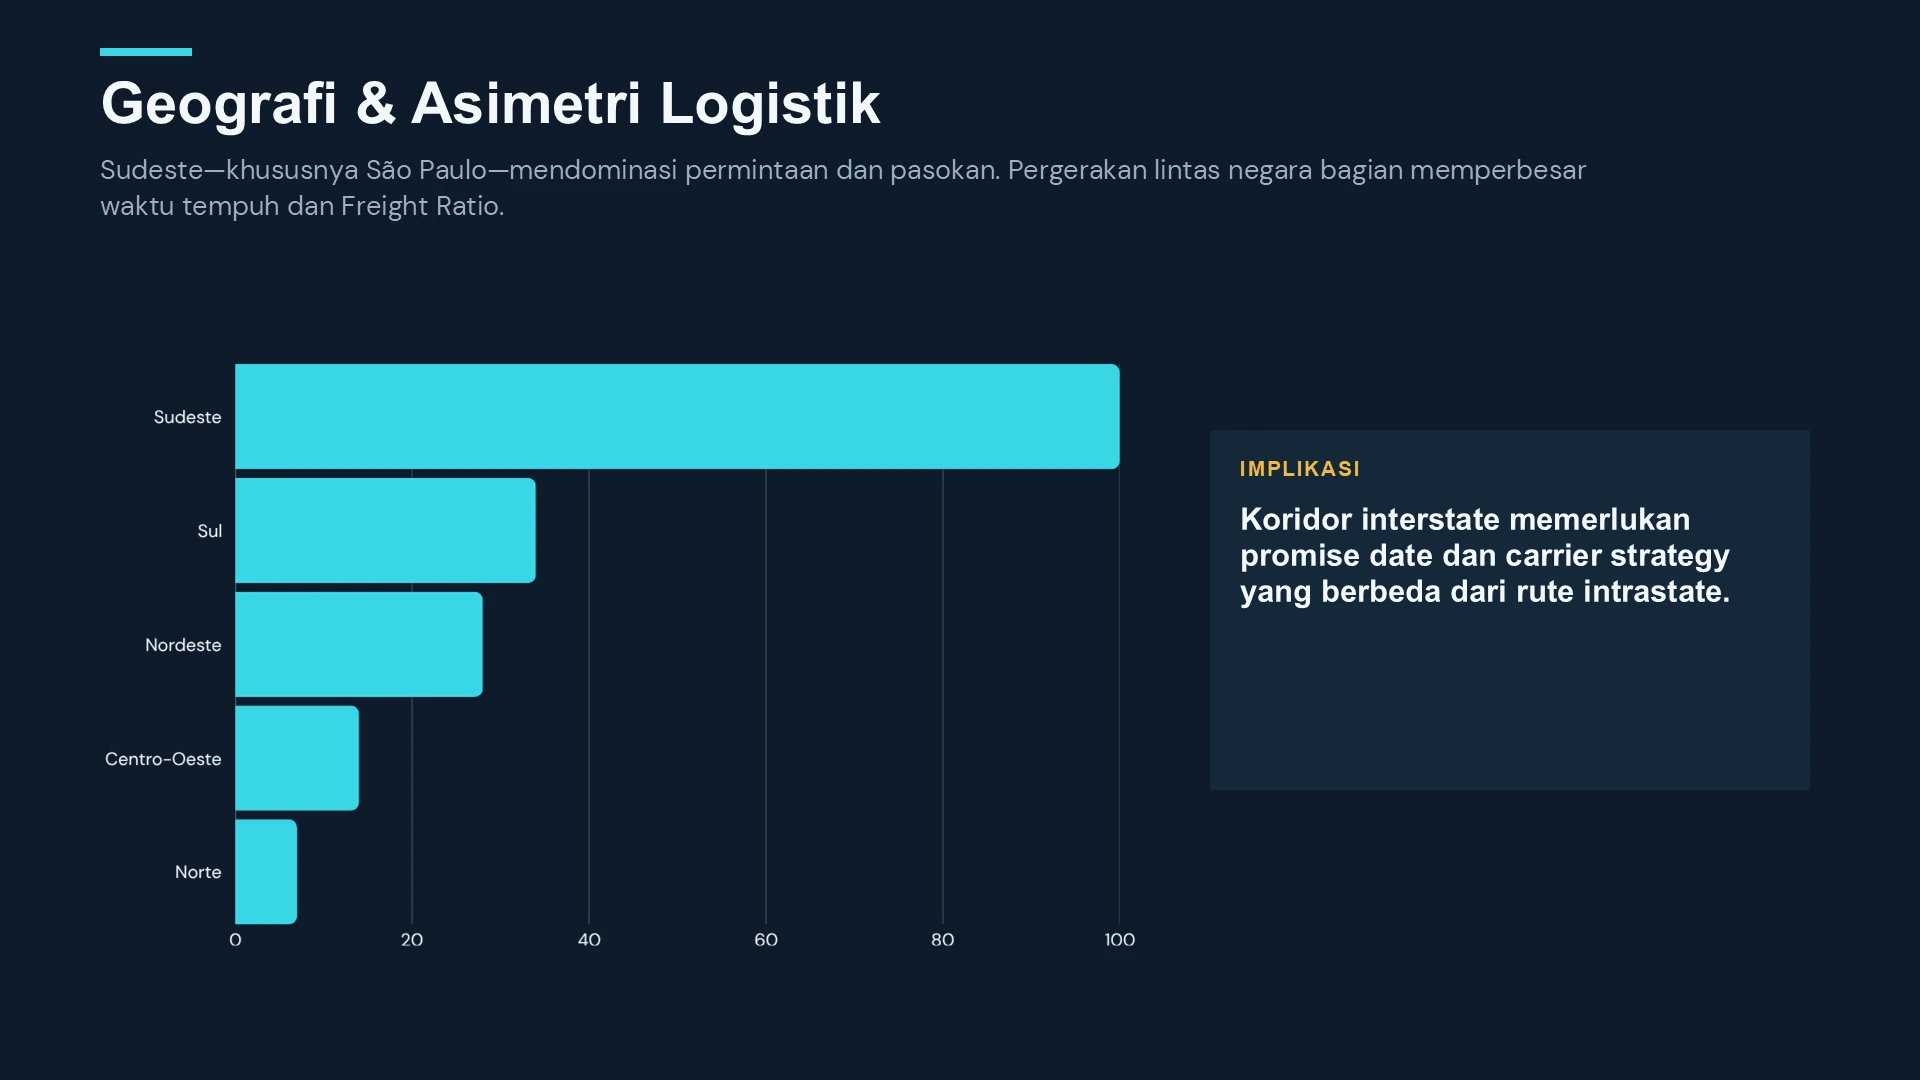 Geografi & Asimetri Logistik
Sudeste—khususnya São Paulo—mendominasi permintaan dan pasokan. Pergerakan lintas negara bagian memperbesar
waktu tempuh dan Freight Ratio.
Sudeste
Sul
Nordeste
Centro-Oeste
Norte
0 20 40 60 80 100
IMPLIKASI
Koridor interstate memerlukan
promise date dan carrier strategy
yang berbeda dari rute intrastate.